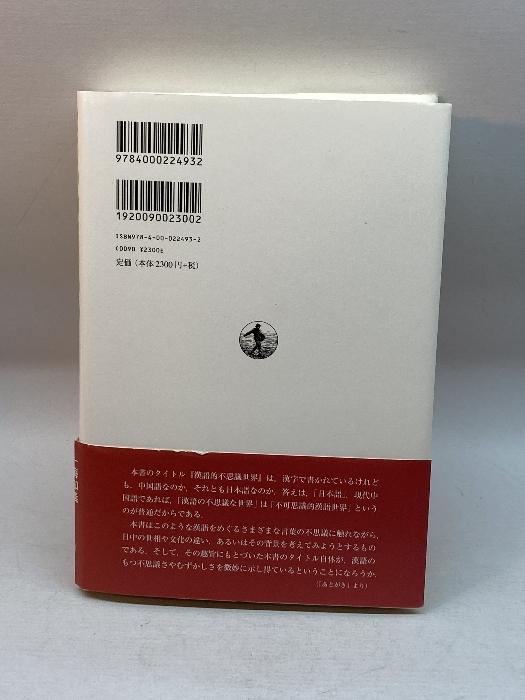 9784000224932
1920090023002
ISBN978-4-00-022493-2
C0090 ¥2300E
定価（本体2300円+税）
本書のタイトル『漢語的不思議世界』は、漢字で書かれているけれど
も、中国語なのか、それとも日本語なのか。答えは、「日本語」。現代中
国語であれば、「漢語の不思議な世界」は「不可思議的漢語世界」という
のが普通だからである。
本書はこのような漢語をめぐるさまざまな言葉の不思議に触れながら、
日中の世相や文化の違い、あるいはその背景を考えてみようとするもの
である。そして、その趣旨にもとづいた本書のタイトル自体が、漢語の
もつ不思議さやむずかしさを微妙に示し得ているということになろうか。
（「あとがき」より）